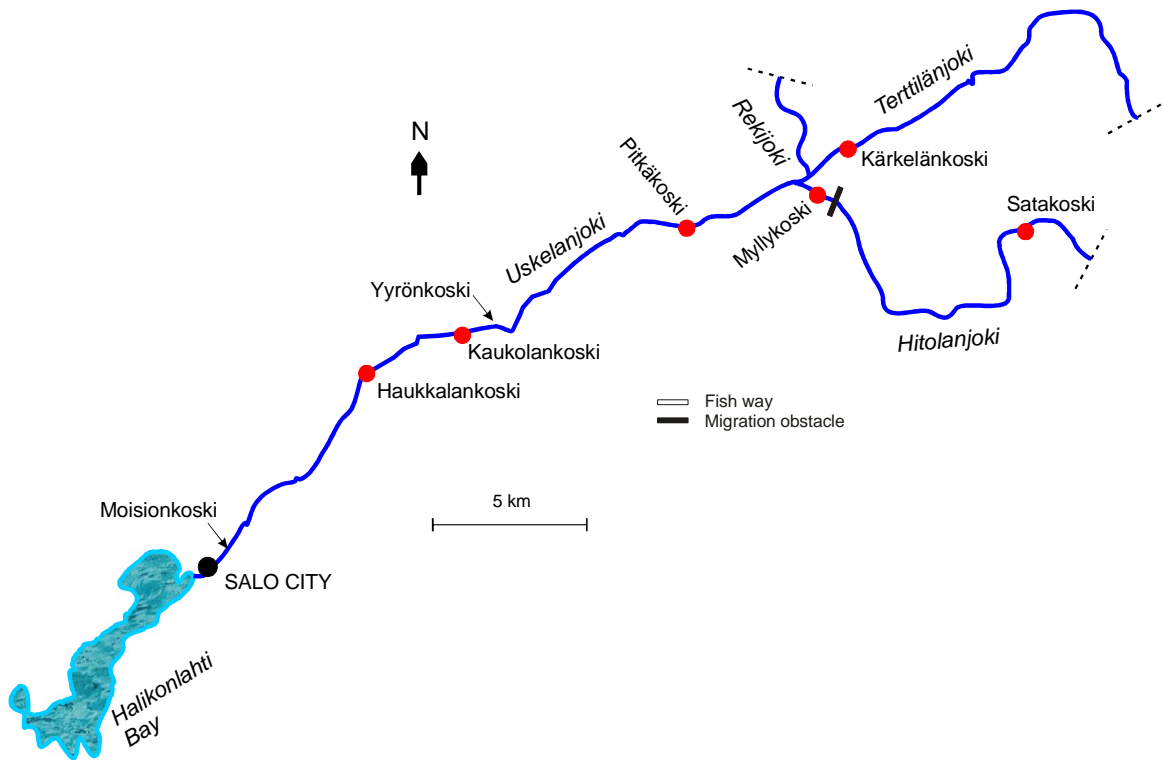 Terttilänjoki
Rekijoki
N
Kärkelänkoski
Pitkäkoski
Satakoski
Myllykoski
Uskelanjoki
Yyrönkoski
Hitolanjoki
Kaukolankoski
Haukkalankoski
Fish way
Migration obstacle
5 km
Moisionkoski
SALO CITY
Halikonlahti
Bay